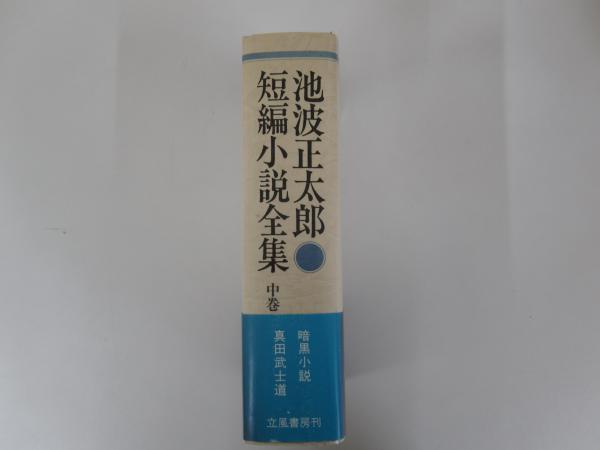 池波正太郎●
短編小説全集 中巻
暗黒小説
真田武士道
立風書房刊